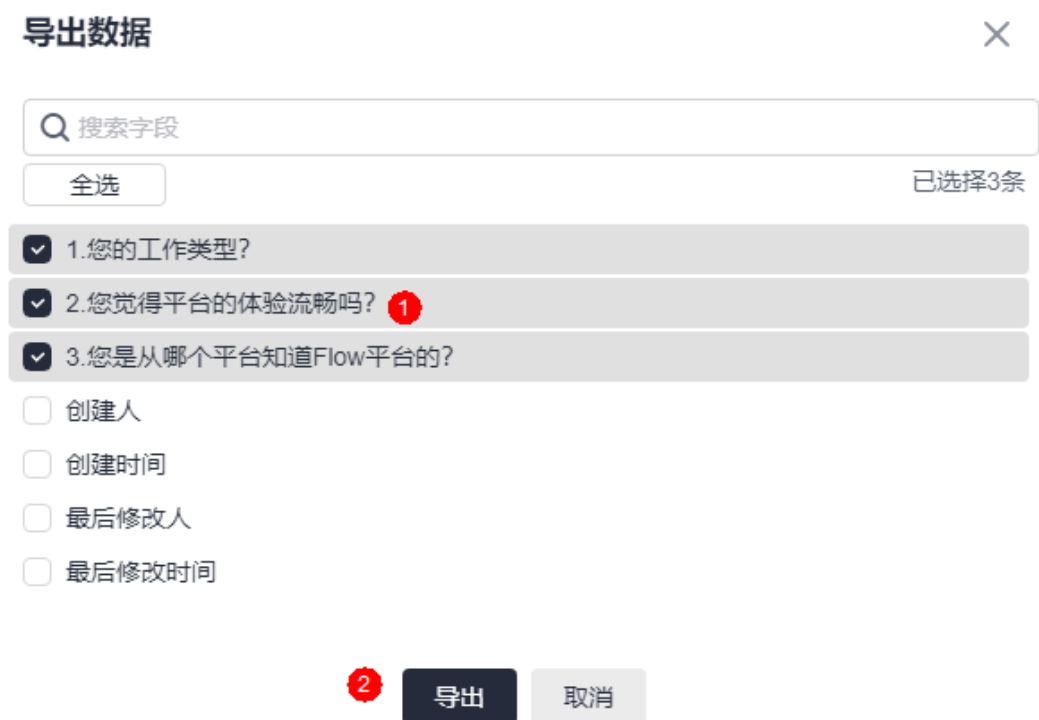 导出数据
搜索字段
全选 已选择3条
1.您的工作类型?
2.您觉得平台的体验流畅吗? 1
3.您是从哪个平台知道Flow平台的?
创建人
创建时间
最后修改人
最后修改时间
2 导出 取消